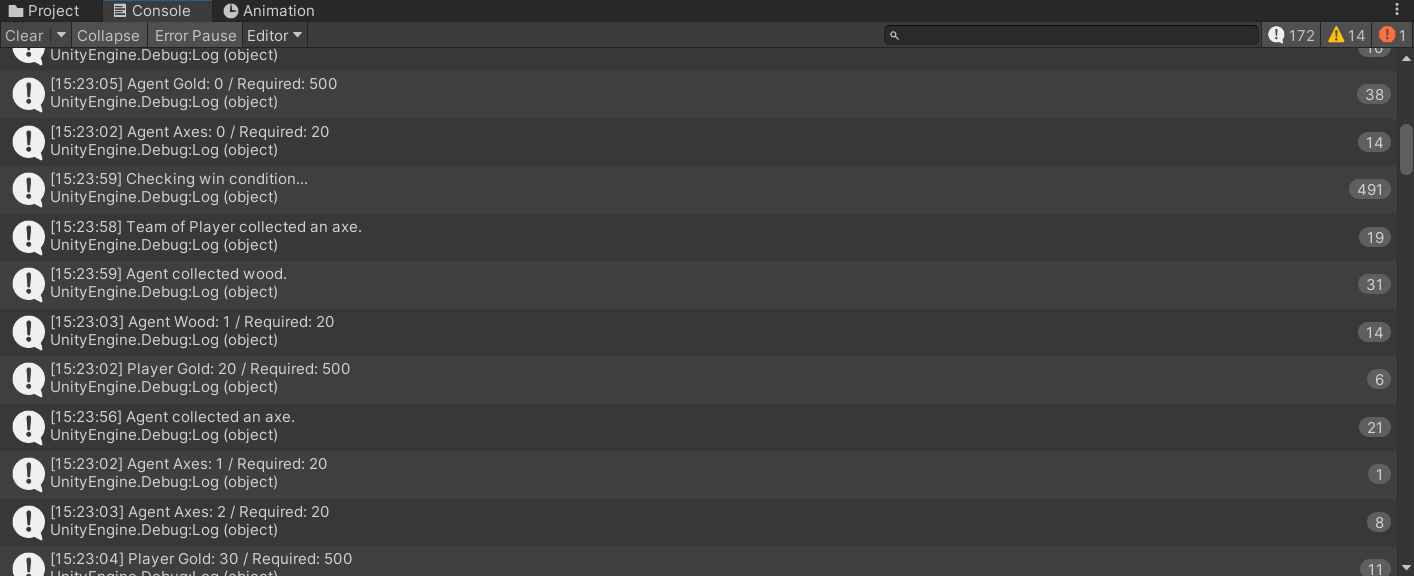 Project
Console
Animation
Clear
Collapse
Error Pause
Editor
172
14
1
UnityEngine.Debug:Log (object)
10
[15:23:05] Agent Gold: 0 / Required: 500
UnityEngine.Debug:Log (object)
38
[15:23:02] Agent Axes: 0 / Required: 20
UnityEngine.Debug:Log (object)
14
[15:23:59] Checking win condition...
UnityEngine.Debug:Log (object)
491
[15:23:58] Team of Player collected an axe.
UnityEngine.Debug:Log (object)
19
[15:23:59] Agent collected wood.
UnityEngine.Debug:Log (object)
31
[15:23:03] Agent Wood: 1 / Required: 20
UnityEngine.Debug:Log (object)
14
[15:23:02] Player Gold: 20 / Required: 500
UnityEngine.Debug:Log (object)
6
[15:23:56] Agent collected an axe.
UnityEngine.Debug:Log (object)
21
[15:23:02] Agent Axes: 1 / Required: 20
UnityEngine.Debug:Log (object)
1
[15:23:03] Agent Axes: 2 / Required: 20
UnityEngine.Debug:Log (object)
8
[15:23:04] Player Gold: 30 / Required: 500
UnityEngine.Debug:Log (object)
11